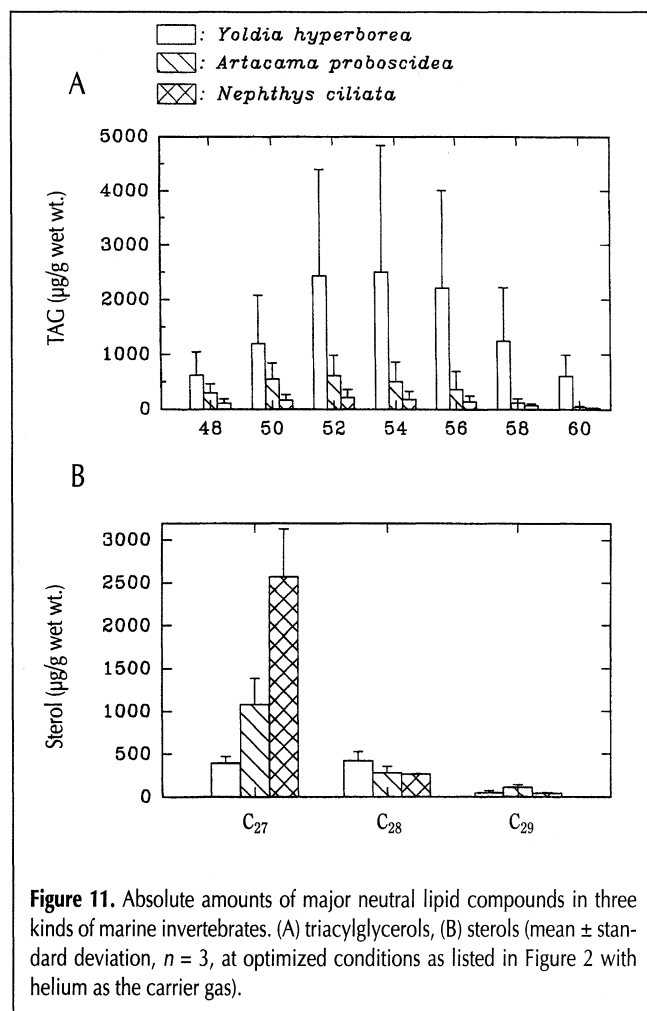 : Yoldia hyperborea
: Artacama proboscidea
: Nephthys ciliata
A
5000
4000
3000
2000
1000
0
TAG (µg/g wet wt.)
48 50 52 54 56 58 60
B
3000
2500
2000
1500
1000
500
0
Sterol (µg/g wet wt.)
C₂₇ C₂₈ C₂₉
Figure 11. Absolute amounts of major neutral lipid compounds in three
kinds of marine invertebrates. (A) triacylglycerols, (B) sterols (mean ± stan-
dard deviation, n = 3, at optimized conditions as listed in Figure 2 with
helium as the carrier gas).